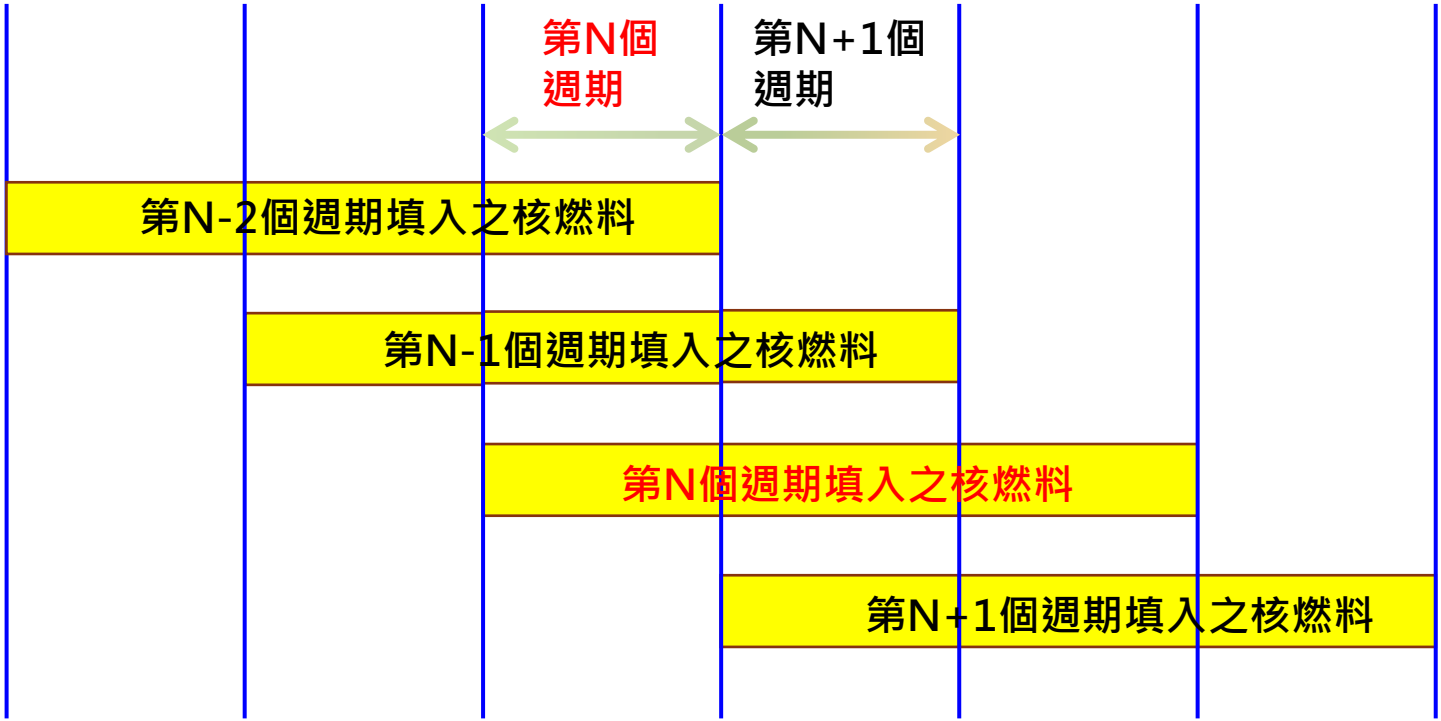 第N個
週期
第N+1個
週期
第N-2個週期填入之核燃料
第N-1個週期填入之核燃料
第N個週期填入之核燃料
第N+1個週期填入之核燃料